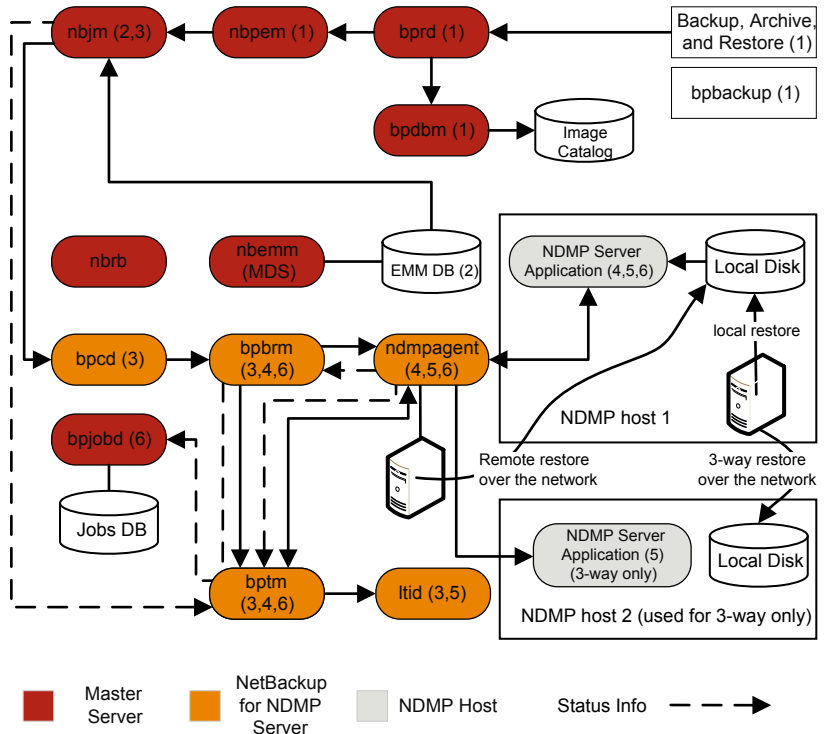 nbjm (2,3)
nbpem (1)
bprd (1)
Backup, Archive,
and Restore (1)
bpbackup (1)
bpdbm (1)
Image
Catalog
nbrb
nbemm
(MDS)
EMM DB (2)
NDMP Server
Application (4,5,6)
Local Disk
local restore
NDMP host 1
bpcd (3)
bpbrm
(3,4,6)
ndmpagent
(4,5,6)
bpjobd (6)
Jobs DB
Remote restore
over the network
3-way restore
over the network
NDMP Server
Application (5)
(3-way only)
Local Disk
NDMP host 2 (used for 3-way only)
bptm
(3,4,6)
ltid (3,5)
Master
Server
NetBackup
for NDMP
Server
NDMP Host
Status Info